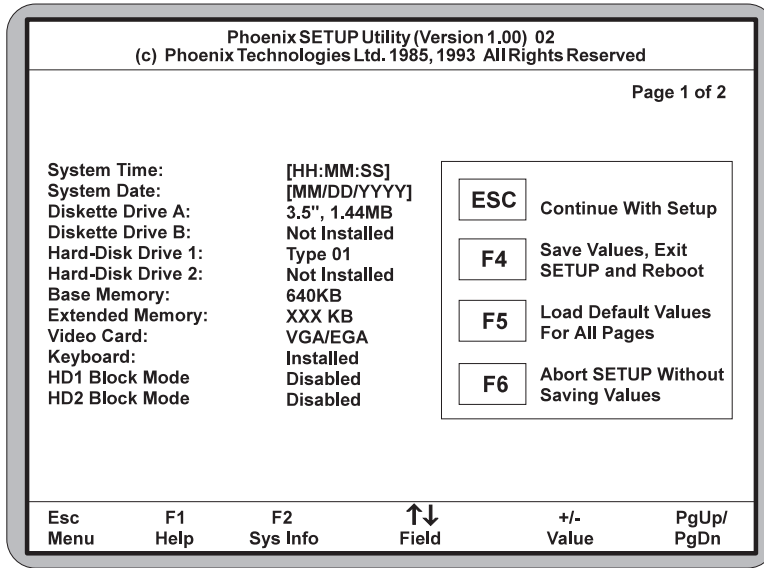 Phoenix SETUP Utility (Version 1.00) 02
(c) Phoenix Technologies Ltd. 1985, 1993 All Rights Reserved
Page 1 of 2
System Time: [HH:MM:SS]
System Date: [MM/DD/YYYY]
Diskette Drive A: 3.5", 1.44MB
Diskette Drive B: Not Installed
Hard-Disk Drive 1: Type 01
Hard-Disk Drive 2: Not Installed
Base Memory: 640KB
Extended Memory: XXX KB
Video Card: VGA/EGA
Keyboard: Installed
HD1 Block Mode Disabled
HD2 Block Mode Disabled
ESC Continue With Setup
F4 Save Values, Exit
SETUP and Reboot
F5 Load Default Values
For All Pages
F6 Abort SETUP Without
Saving Values
Esc F1 F2 ↑↓ +/- PgUp/
Menu Help Sys Info Field Value PgDn